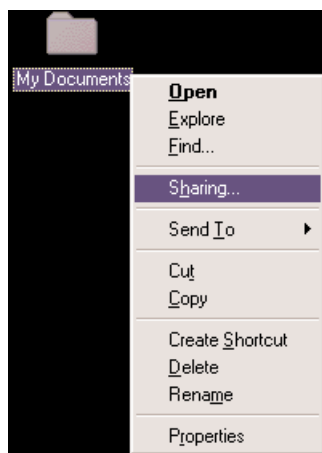 My Documents
Open
Explore
Find...
Sharing...
Send To
Cut
Copy
Create Shortcut
Delete
Rename
Properties